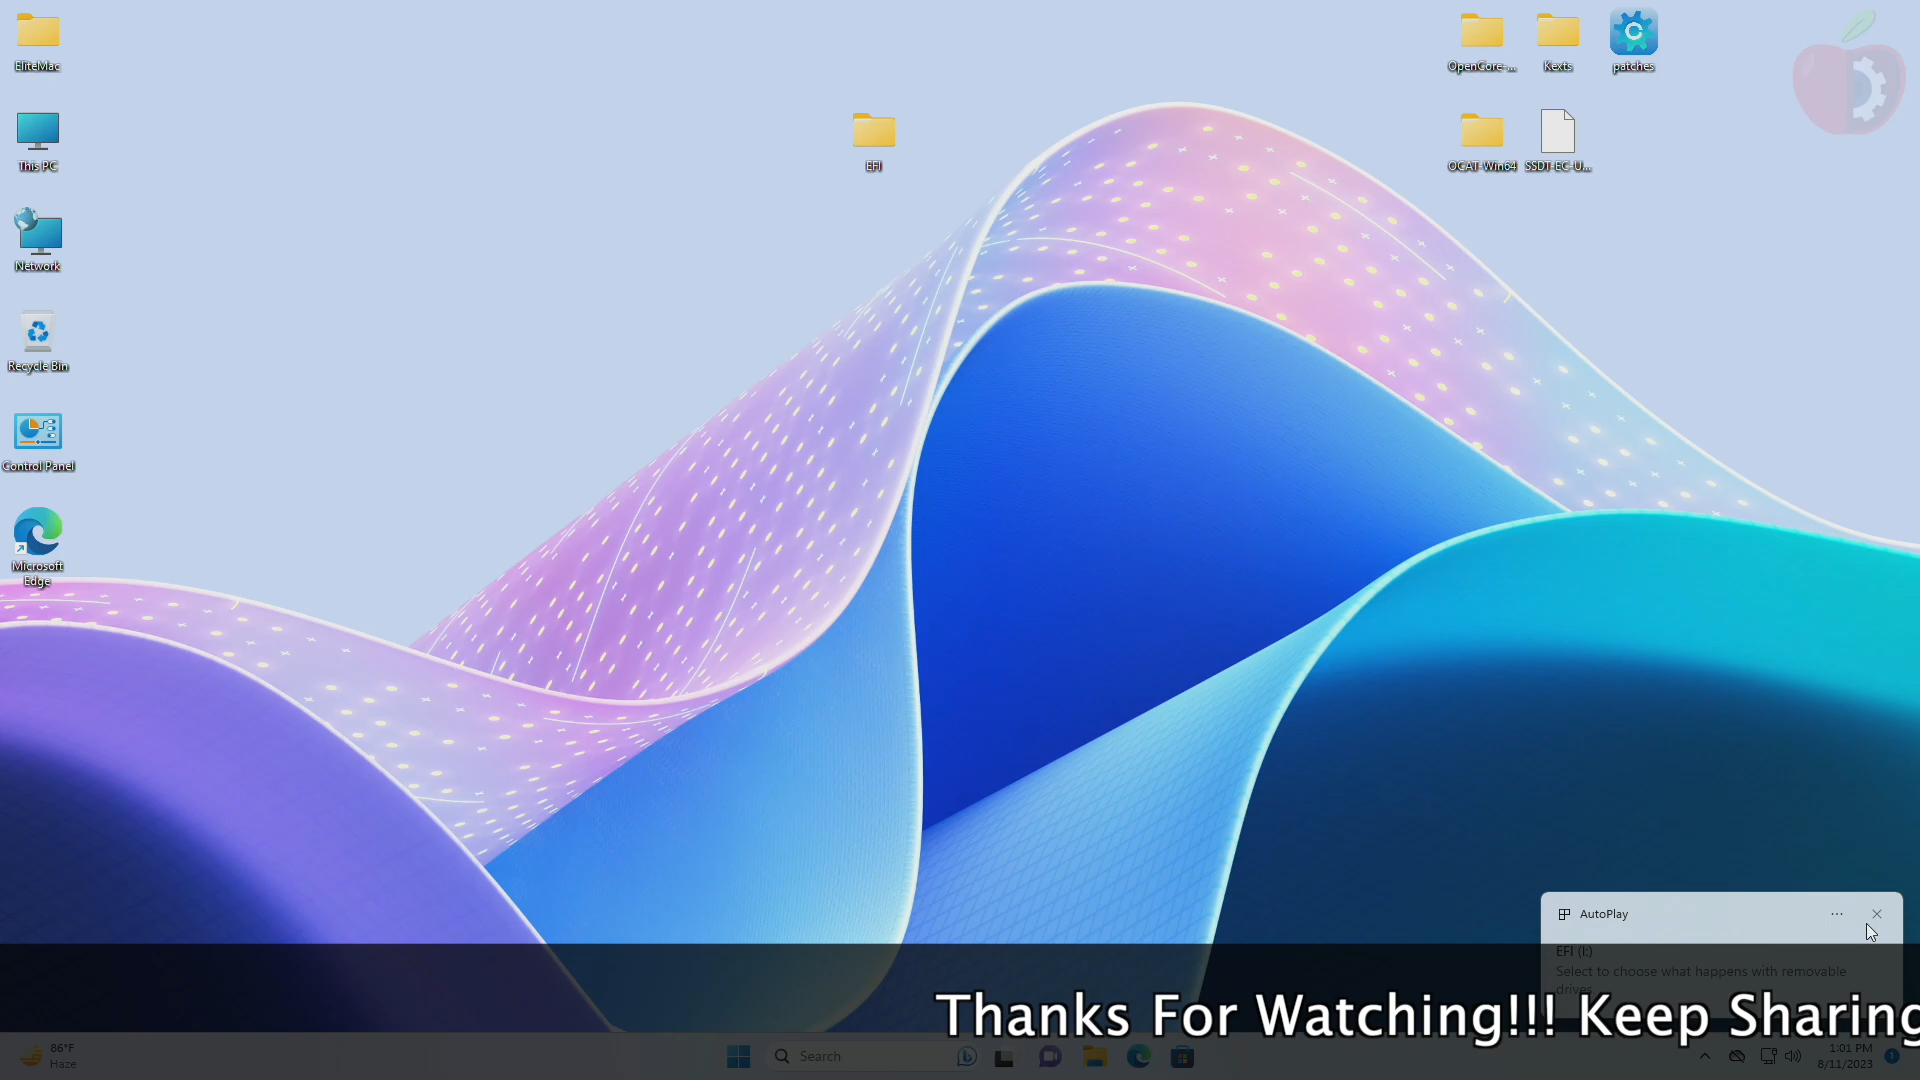 EliteMac
This PC
Network
Recycle Bin
Control Panel
Microsoft
Edge
EFI
OpenCore-...
Kexts
patches
OCAT-Win64
SSDT-EC-U...
AutoPlay
EFI (I:)
Select to choose what happens with removable
drives
Thanks For Watching!!! Keep Sharing
86°F
Haze
Search
1:01 PM
8/11/2023
1